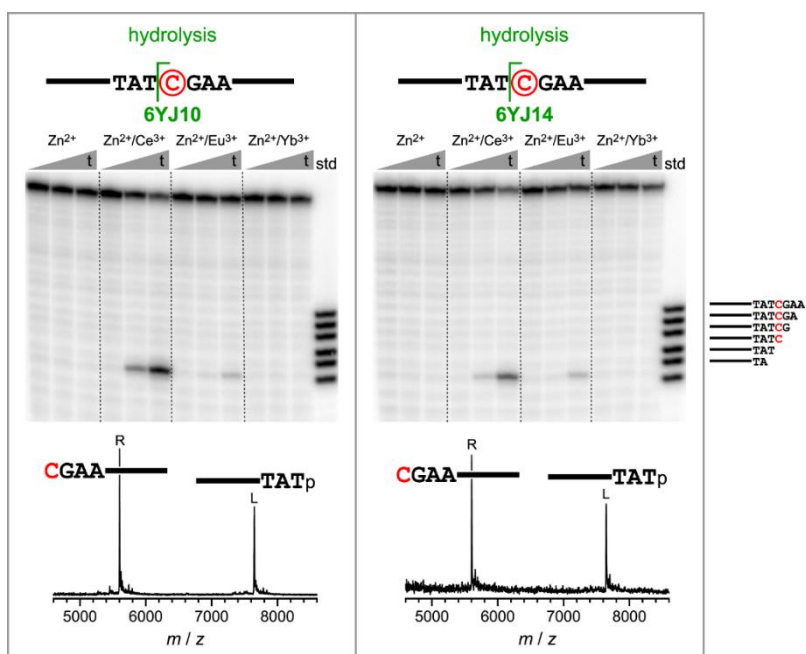 hydrolysis
TATCGAA
6YJ10
Zn2+ Zn2+/Ce3+ Zn2+/Eu3+ Zn2+/Yb3+
t t t t std
R
CGAA
TATp
L
5000 6000 7000 8000
m / z
hydrolysis
TATCGAA
6YJ14
Zn2+ Zn2+/Ce3+ Zn2+/Eu3+ Zn2+/Yb3+
t t t t std
R
CGAA
TATp
L
5000 6000 7000 8000
m / z
TATCGAA
TATCGA
TATCG
TATC
TAT
TA